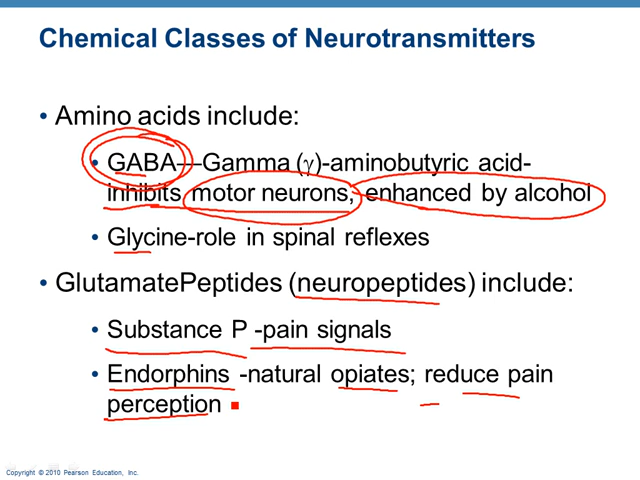 Chemical Classes of Neurotransmitters
• Amino acids include:
• GABA—Gamma (γ)-aminobutyric acid-
inhibits motor neurons; enhanced by alcohol
• Glycine-role in spinal reflexes
• GlutamatePeptides (neuropeptides) include:
• Substance P -pain signals
• Endorphins -natural opiates; reduce pain
perception
Copyright © 2010 Pearson Education, Inc.